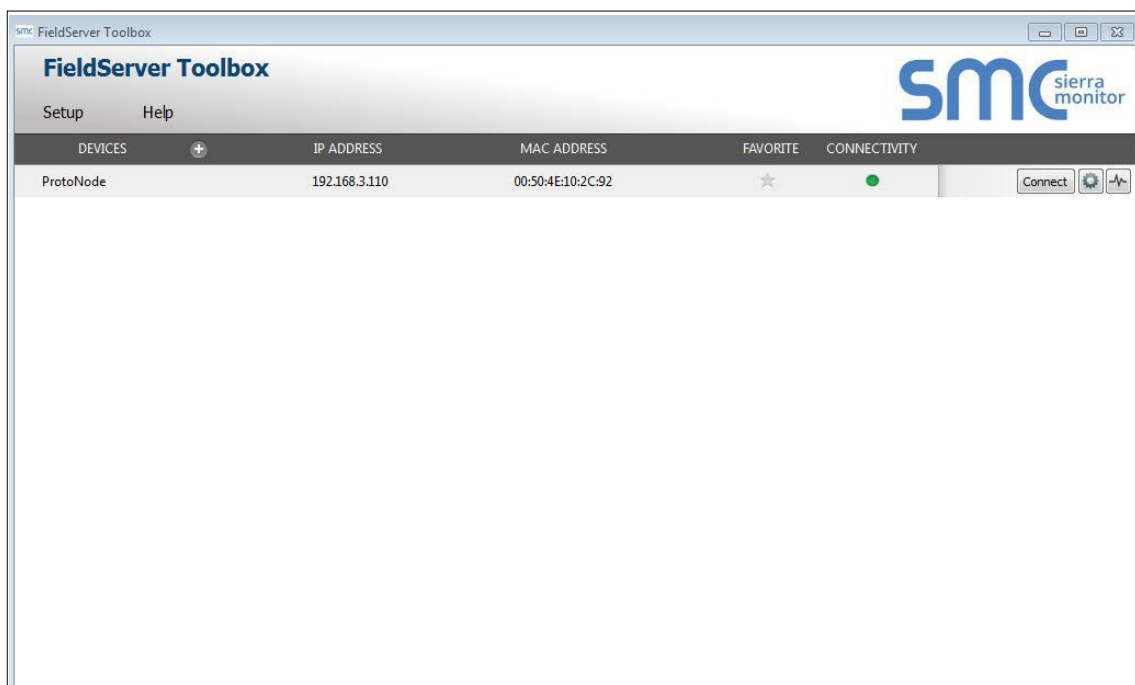 smc FieldServer Toolbox
FieldServer Toolbox
smc sierra monitor
Setup Help
DEVICES IP ADDRESS MAC ADDRESS FAVORITE CONNECTIVITY
ProtoNode 192.168.3.110 00:50:4E:10:2C:92 Connect